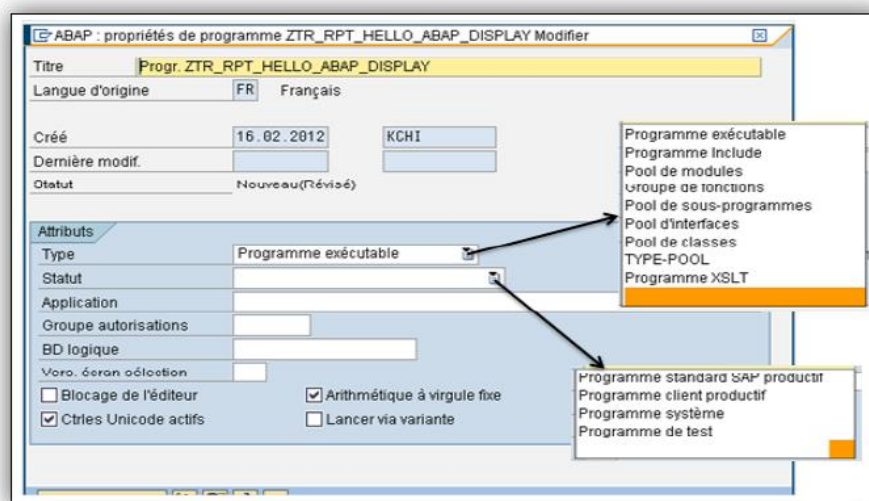 ABAP : propriétés de programme ZTR_RPT_HELLO_ABAP_DISPLAY Modifier
Titre Progr. ZTR_RPT_HELLO_ABAP_DISPLAY
Langue d'origine FR Français
Créé 16.02.2012 KCHI
Dernière modif.
Statut Nouveau(Révisé)
Attributs
Type Programme exécutable
Statut
Application
Groupe autorisations
BD logique
Vers. écran sélection
Blocage de l'éditeur Arithmétique à virgule fixe
Ctrles Unicode actifs Lancer via variante
Programme exécutable
Programme Include
Pool de modules
Groupe de fonctions
Pool de sous-programmes
Pool d'interfaces
Pool de classes
TYPE-POOL
Programme XSLT
Programme standard SAP productif
Programme client productif
Programme système
Programme de test